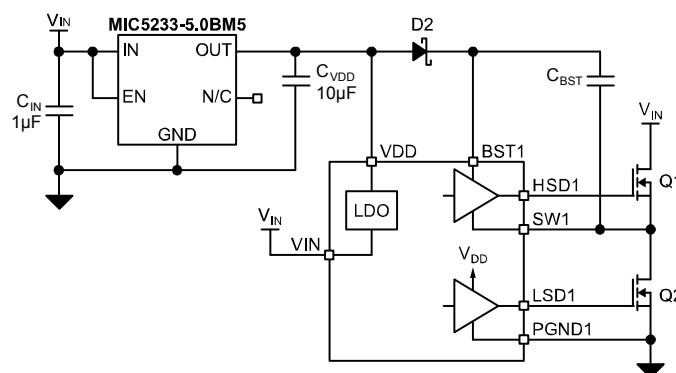 VIN
MIC5233-5.0BM5
D2
IN
OUT
EN
N/C
GND
CIN
1µF
CVDD
10µF
CBST
VIN
VDD
BST1
LDO
HSD1
Q1
VIN
VIN
SW1
VDD
LSD1
Q2
PGND1